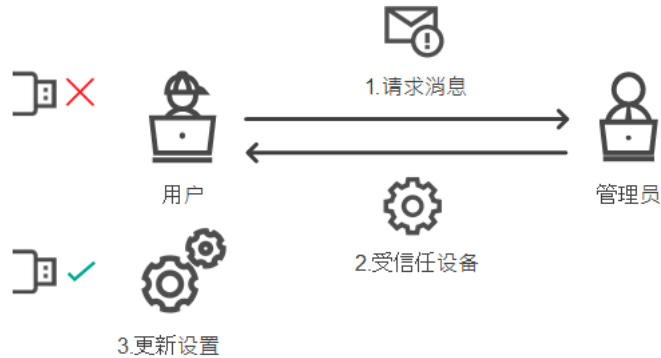 1.请求消息
用户
管理员
2.受信任设备
3.更新设置